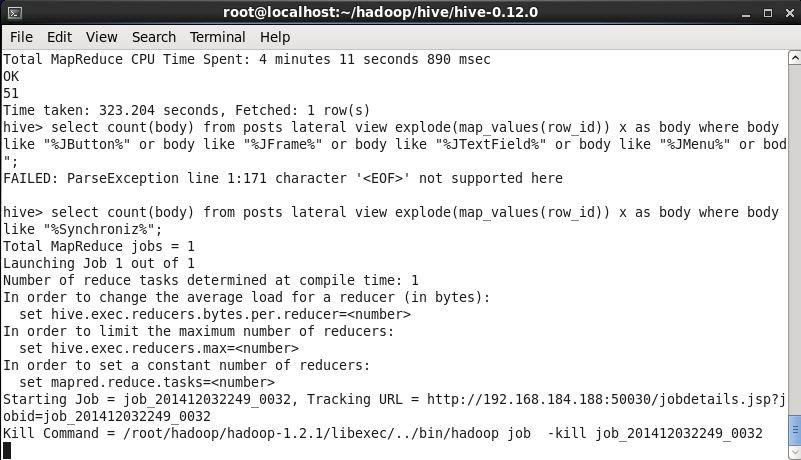 root@localhost:~/hadoop/hive/hive-0.12.0
File Edit View Search Terminal Help
Total MapReduce CPU Time Spent: 4 minutes 11 seconds 890 msec
OK
51
Time taken: 323.204 seconds, Fetched: 1 row(s)
hive> select count(body) from posts lateral view explode(map_values(row_id)) x as body where body
like "%JButton%" or body like "%JFrame%" or body like "%JTextField%" or body like "%JMenu%" or bod
";
FAILED: ParseException line 1:171 character '<EOF>' not supported here
hive> select count(body) from posts lateral view explode(map_values(row_id)) x as body where body
like "%Synchroniz%";
Total MapReduce jobs = 1
Launching Job 1 out of 1
Number of reduce tasks determined at compile time: 1
In order to change the average load for a reducer (in bytes):
  set hive.exec.reducers.bytes.per.reducer=<number>
In order to limit the maximum number of reducers:
  set hive.exec.reducers.max=<number>
In order to set a constant number of reducers:
  set mapred.reduce.tasks=<number>
Starting Job = job_201412032249_0032, Tracking URL = http://192.168.184.188:50030/jobdetails.jsp?j
obid=job_201412032249_0032
Kill Command = /root/hadoop/hadoop-1.2.1/libexec/../bin/hadoop job  -kill job_201412032249_0032